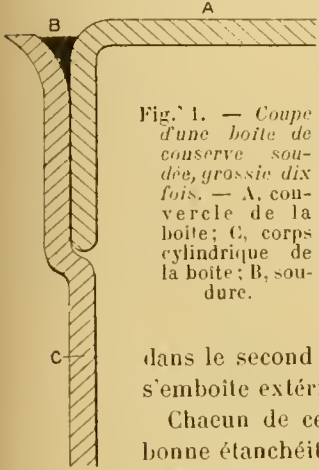 A
B
Fig. 1. — Coupe
d'une boîte de
conserve sou-
dée, grossie dix
fois. — A, cou-
vercle de la
boîte; C, corps
cylindrique de
la boîte; B, sou-
dure.
C
dans le second
s'emboîte extér
Chacun de ce
bonne étanchéit